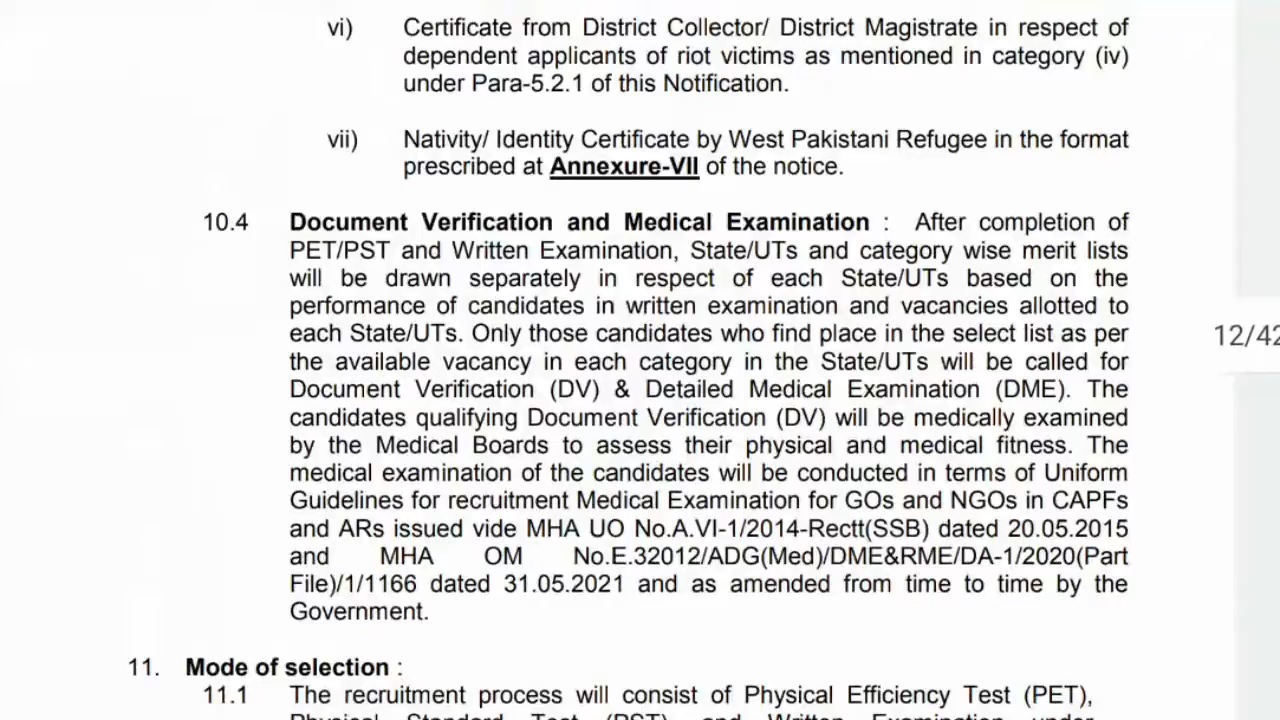 vi) Certificate from District Collector/ District Magistrate in respect of
dependent applicants of riot victims as mentioned in category (iv)
under Para-5.2.1 of this Notification.
vii) Nativity/ Identity Certificate by West Pakistani Refugee in the format
prescribed at Annexure-VII of the notice.
10.4 Document Verification and Medical Examination : After completion of
PET/PST and Written Examination, State/UTs and category wise merit lists
will be drawn separately in respect of each State/UTs based on the
performance of candidates in written examination and vacancies allotted to
each State/UTs. Only those candidates who find place in the select list as per
the available vacancy in each category in the State/UTs will be called for
Document Verification (DV) & Detailed Medical Examination (DME). The
candidates qualifying Document Verification (DV) will be medically examined
by the Medical Boards to assess their physical and medical fitness. The
medical examination of the candidates will be conducted in terms of Uniform
Guidelines for recruitment Medical Examination for GOs and NGOs in CAPFs
and ARs issued vide MHA UO No.A.VI-1/2014-Rectt(SSB) dated 20.05.2015
and MHA OM No.E.32012/ADG(Med)/DME&RME/DA-1/2020(Part
File)/1/1166 dated 31.05.2021 and as amended from time to time by the
Government.
12/42
11. Mode of selection :
11.1 The recruitment process will consist of Physical Efficiency Test (PET),
Physical Standard Test (PST) and Written Examination under